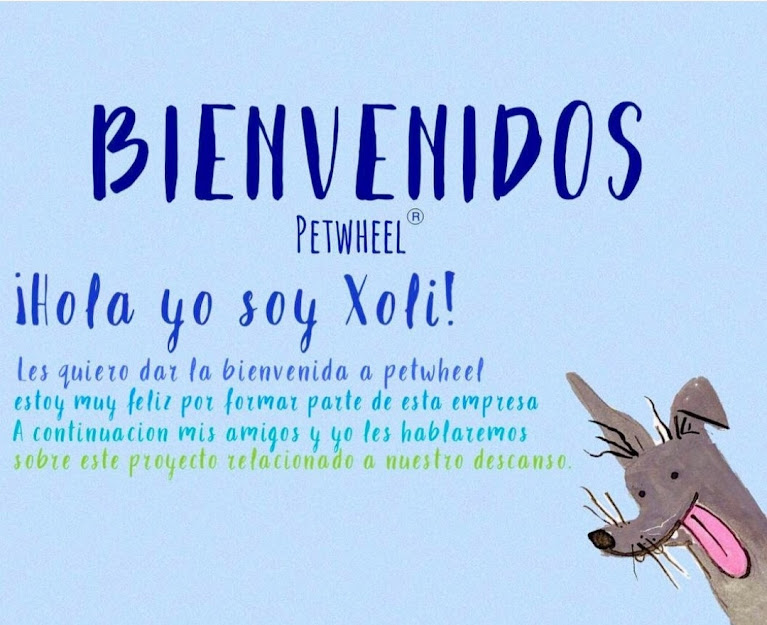 BIENVENIDOS
PETWHEEL®
¡Hola yo soy Xoli!
Les quiero dar la bienvenida a petwheel
estoy muy feliz por formar parte de esta empresa
A continuacion mis amigos y yo les hablaremos
sobre este proyecto relacionado a nuestro descanso.